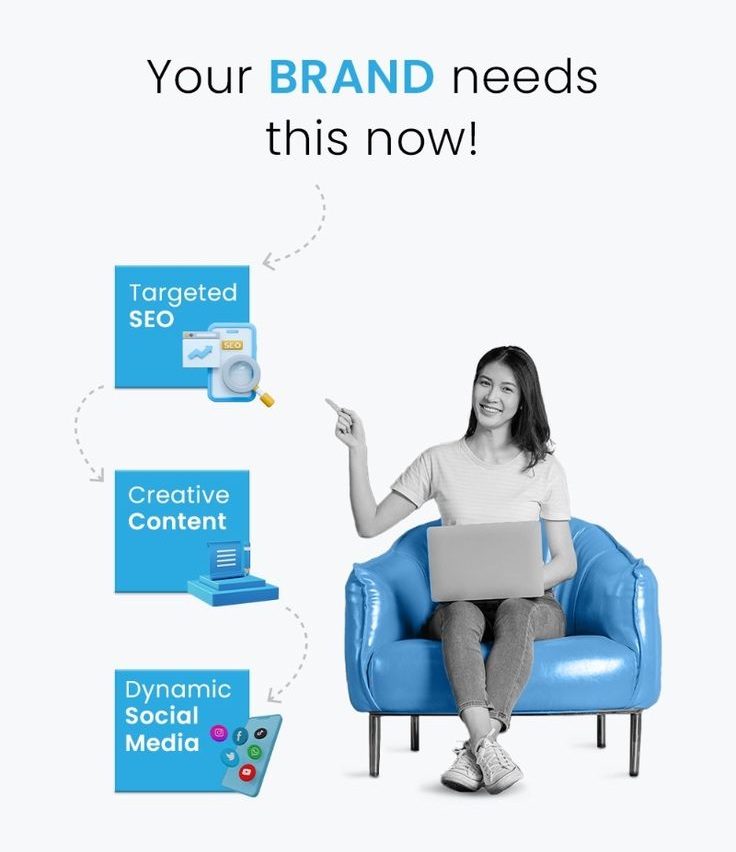 Your BRAND needs
this now!
Targeted
SEO
SEO
Creative
Content
Dynamic
Social
Media